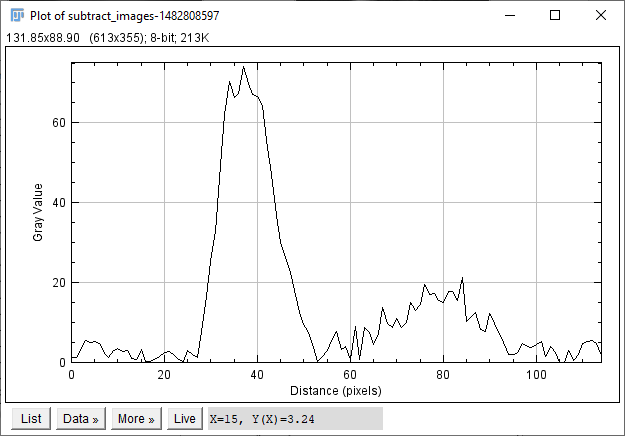 Plot of subtract_images-1482808597
131.85x88.90 (613x355); 8-bit; 213K
60
40
20
0
Gray Value
0 20 40 60 80 100
Distance (pixels)
List Data » More » Live X=15, Y(X)=3.24